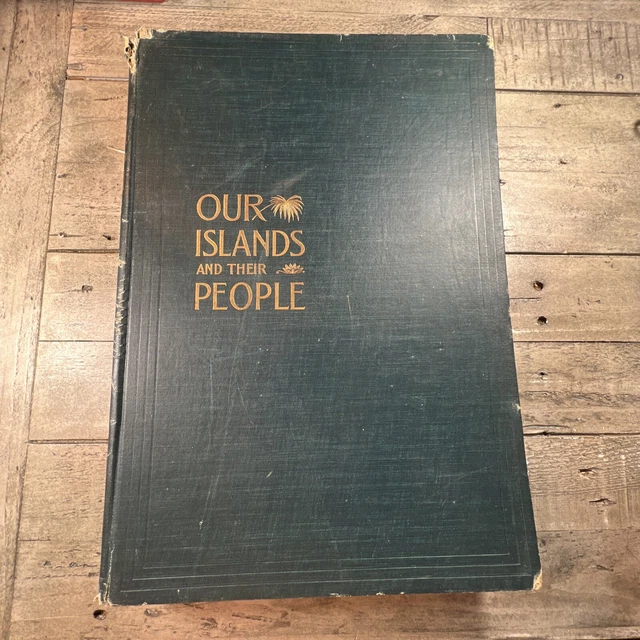 OUR
ISLANDS
AND THEIR
PEOPLE